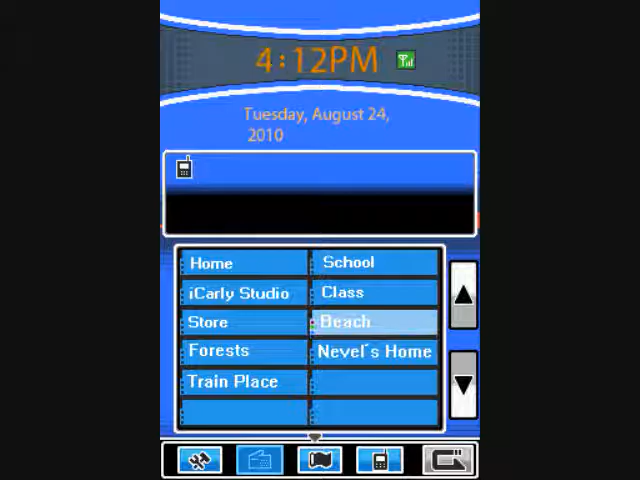 4:12PM
Tuesday, August 24,
2010
Home
School
iCarly Studio
Class
Store
Beach
Forests
Nevel's Home
Train Place